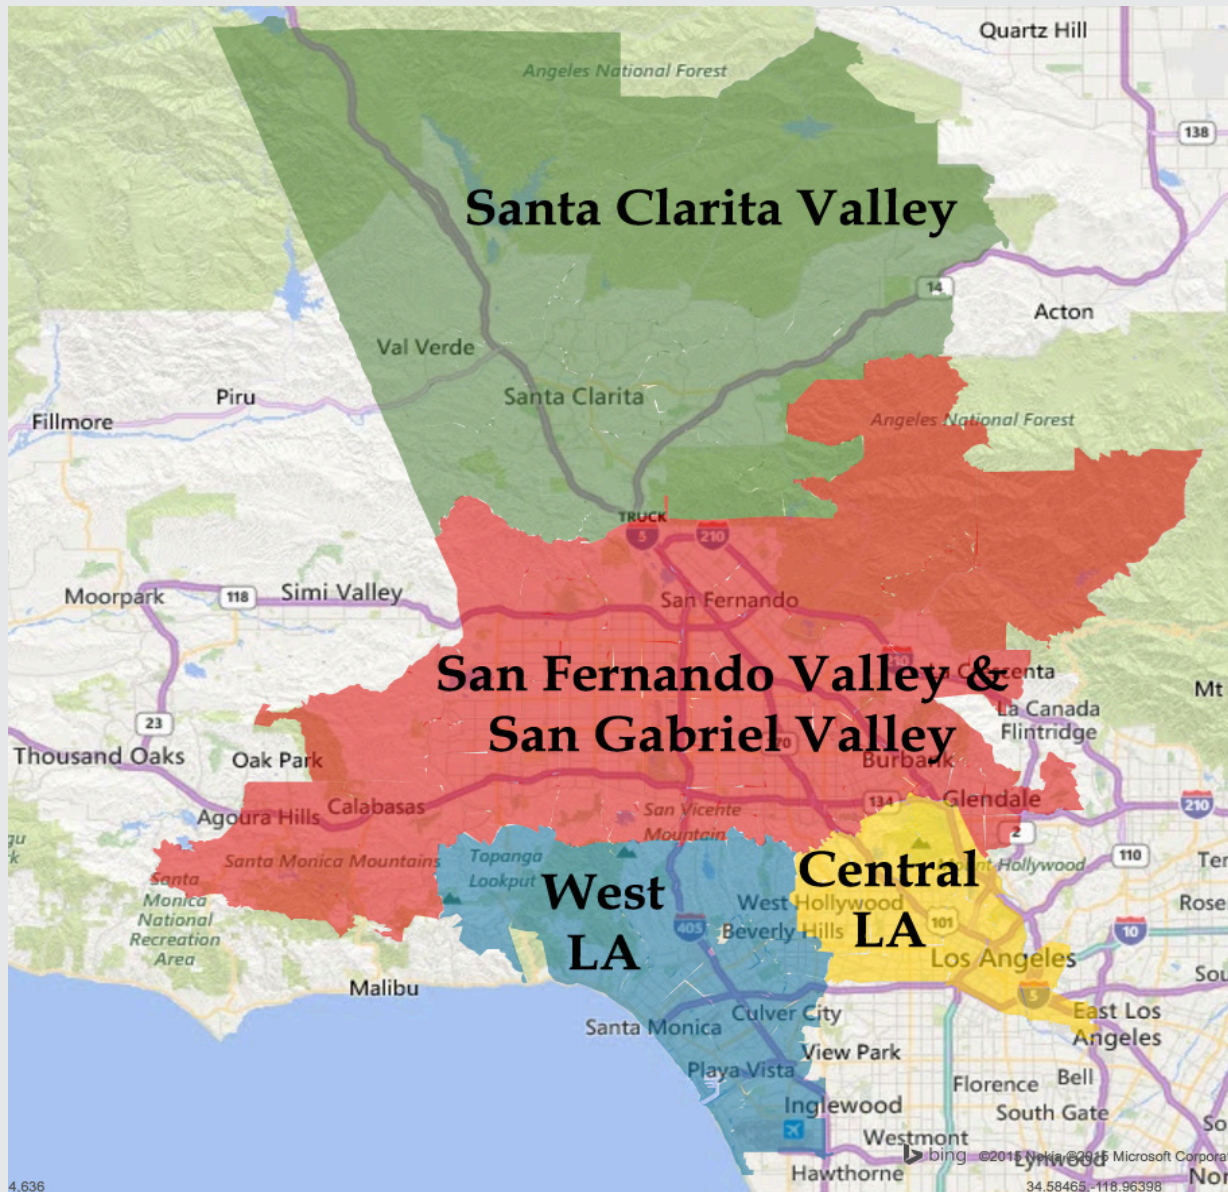 Quartz Hill
Angeles National Forest
138
Santa Clarita Valley
14
Acton
Val Verde
Piru
Santa Clarita
Fillmore
Angeles National Forest
TRUCK
5
210
Moorpark
118
Simi Valley
San Fernando
210
San Fernando Valley &
Crescenta
Mt
La Canada
Flintridge
23
San Gabriel Valley
Thousand Oaks
Oak Park
Burbank
Agoura Hills
Calabasas
134
Glendale
210
San Vicente
Mountain
2
110
Santa Monica Mountains
Topanga
Lookput
Central
LA
Hollywood
West
LA
Santa
Monica
National
Recreation
Area
West Hollywood
Rose
405
Beverly Hills
101
10
Los Angeles
Malibu
5
Santa Monica
Culver City
East Los
Angeles
View Park
Playa Vista
Florence
Bell
Inglewood
South Gate
Westmont
bing
Lynwood
Hawthorne
4.636
34.58465,-118.96398